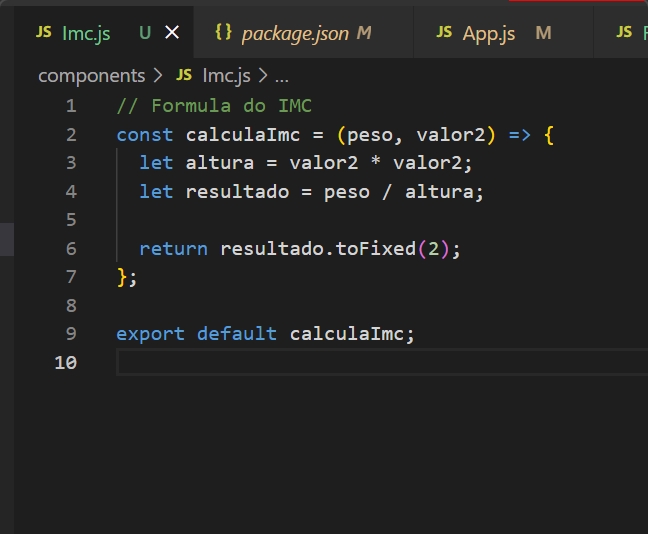 JS Imc.js U × {} package.json M JS App.js M JS
components > JS Imc.js > ...
1 // Formula do IMC
2 const calculaImc = (peso, valor2) => {
3 let altura = valor2 * valor2;
4 let resultado = peso / altura;
5
6 return resultado.toFixed(2);
7 };
8
9 export default calculaImc;
10